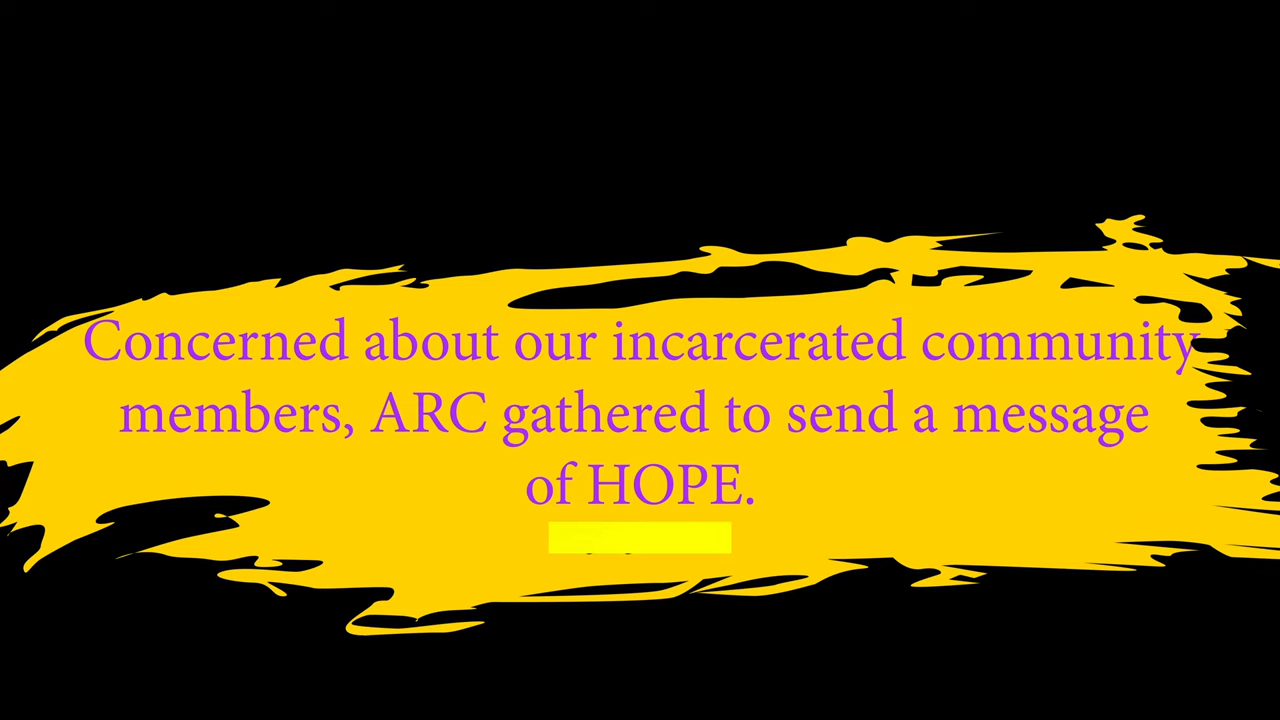 Concerned about our incarcerated community
members, ARC gathered to send a message
of HOPE.